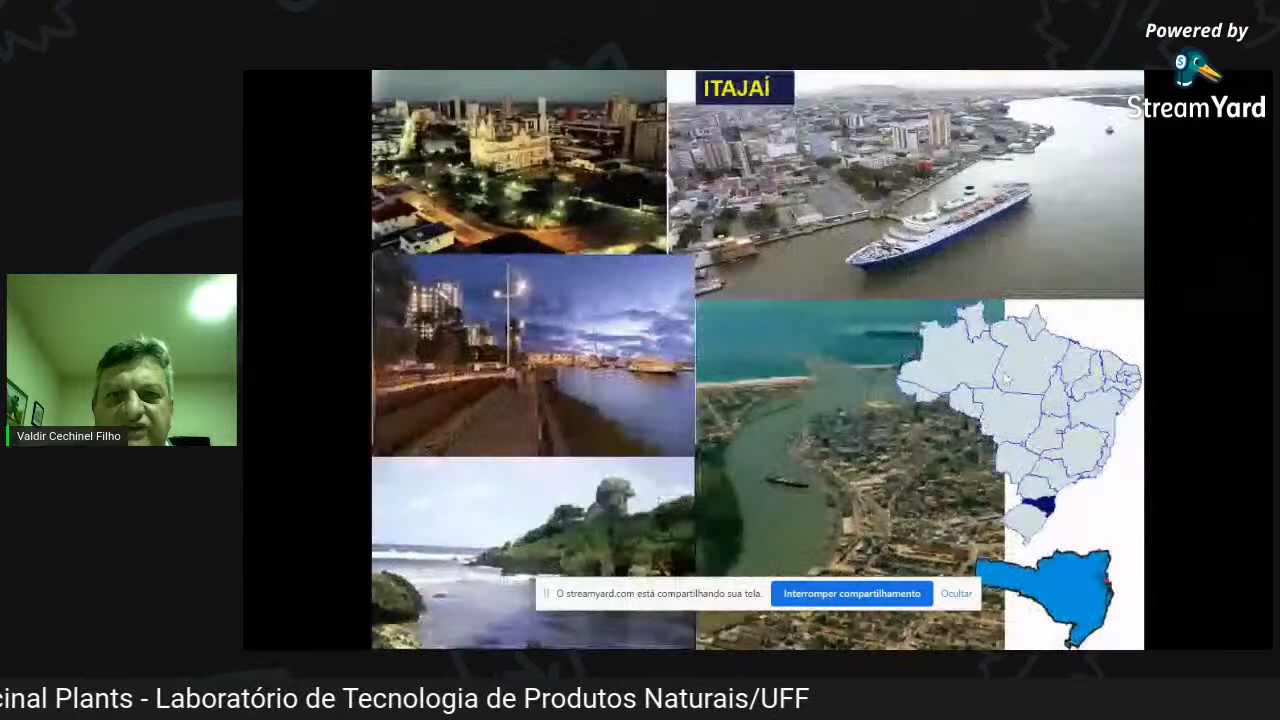 Powered by
StreamYard
ITAJAÍ
Valdir Cechinel Filho
O streamyard.com está compartilhando sua tela.
Interromper compartilhamento
Ocultar
cinal Plants - Laboratório de Tecnologia de Produtos Naturais/UFF